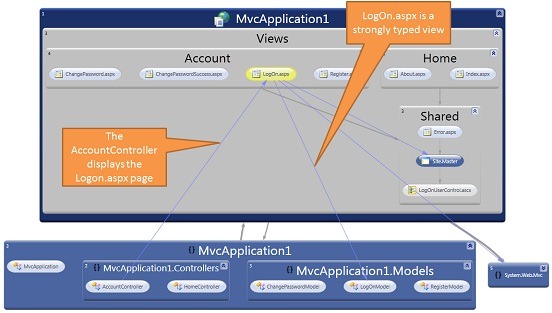 MvcApplication1
Views
LogOn.aspx is a
strongly typed view
Account
Home
ChangePassword.aspx
ChangePasswordSuccess.aspx
LogOn.aspx
Register.aspx
About.aspx
Index.aspx
Shared
Error.aspx
Site.Master
LogOnUserControl.ascx
The
AccountController
displays the
Logon.aspx page
{} MvcApplication1
MvcApplication
{} MvcApplication1.Controllers
AccountController
HomeController
{} MvcApplication1.Models
ChangePasswordModel
LogOnModel
RegisterModel
{} System.Web.Mvc